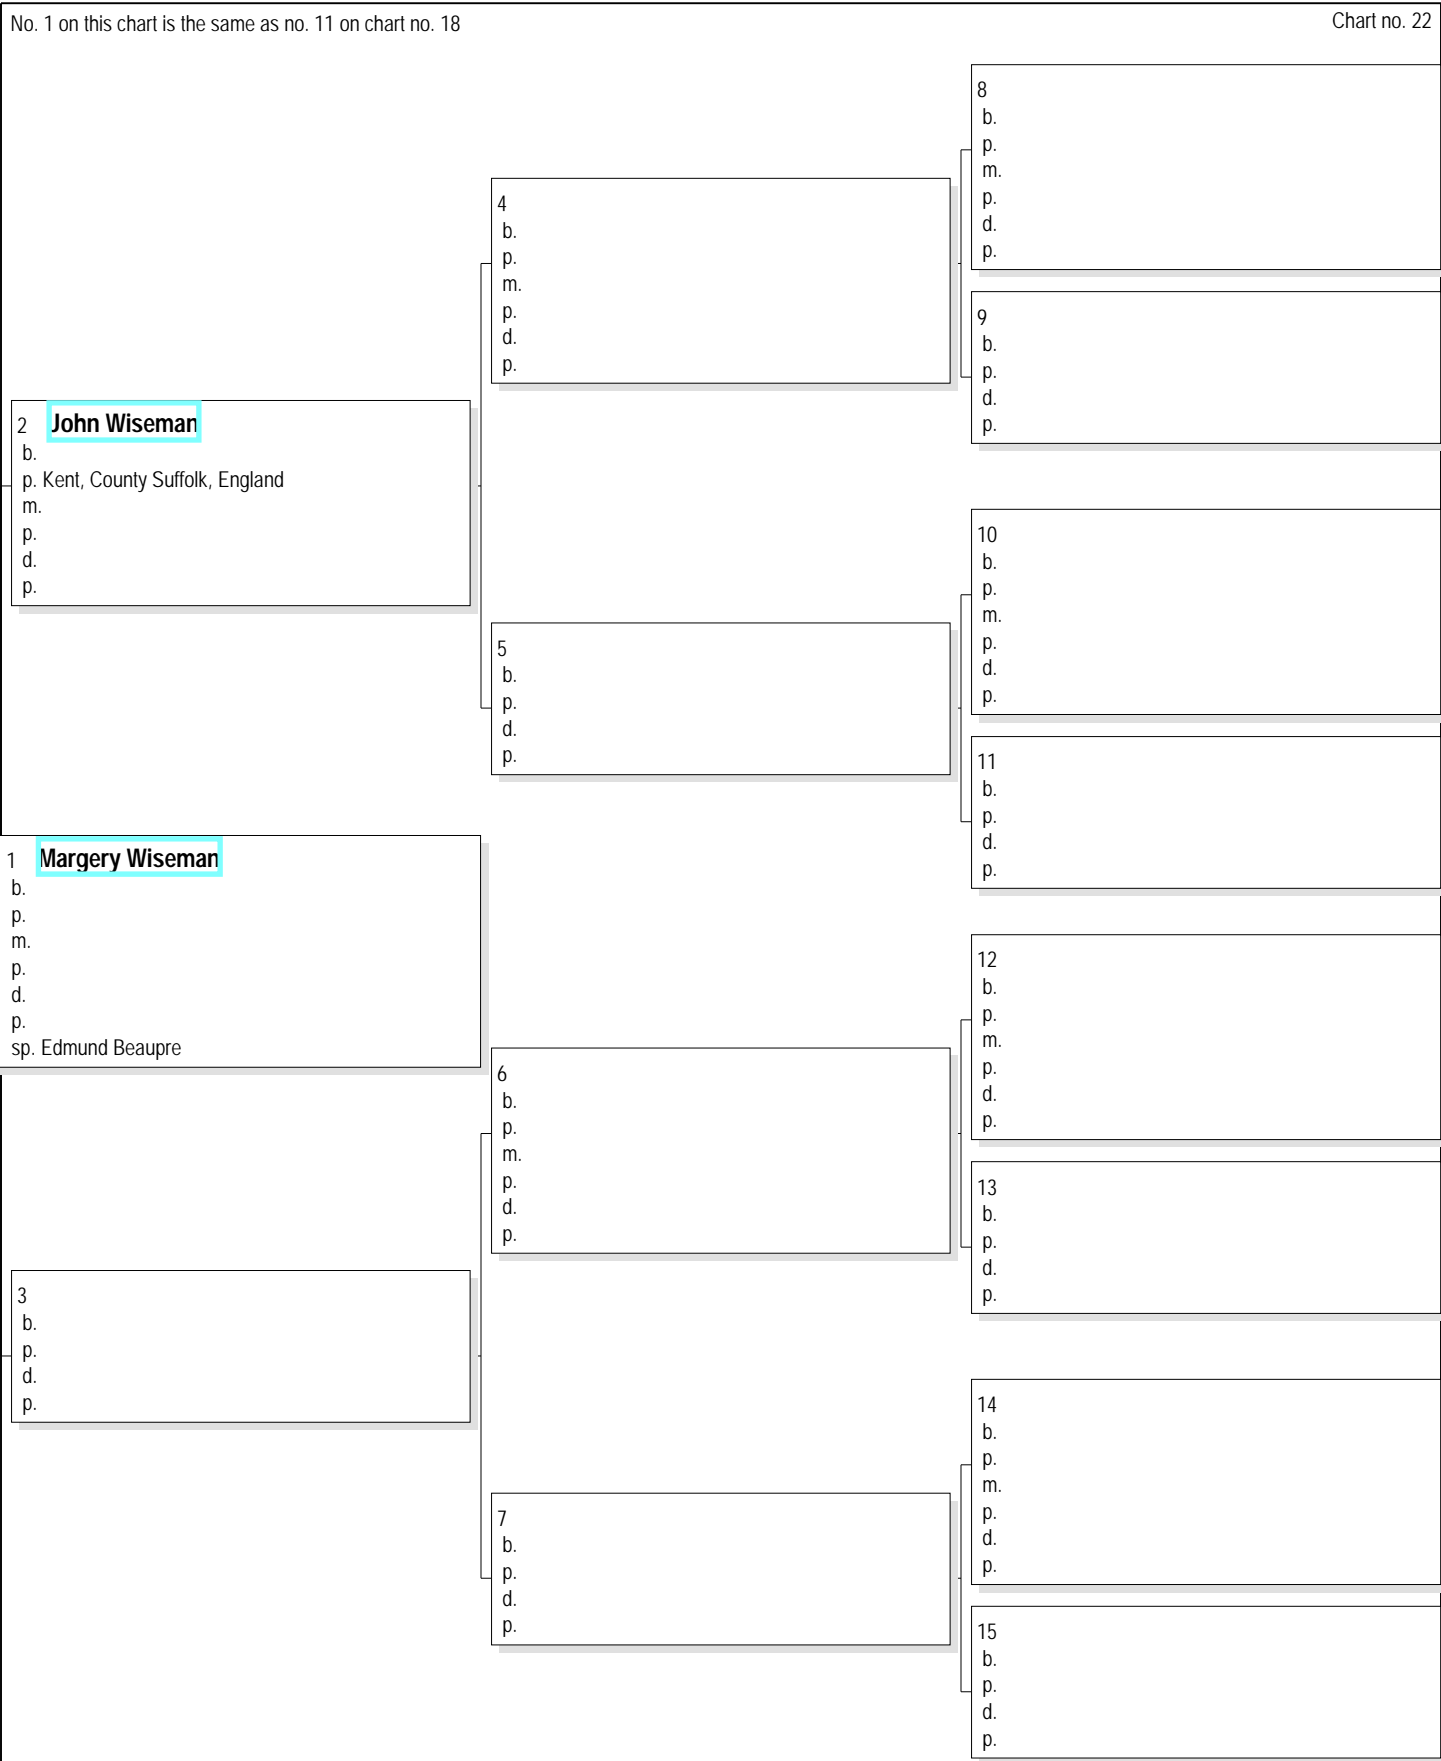 No. 1 on this chart is the same as no. 11 on chart no. 18
Chart no. 22
8
b.
p.
m.
p.
d.
p.
4
b.
p.
m.
p.
d.
p.
9
b.
p.
d.
p.
2 John Wiseman
b.
p. Kent, County Suffolk, England
m.
p.
d.
p.
10
b.
p.
m.
p.
d.
p.
5
b.
p.
d.
p.
11
b.
p.
d.
p.
1 Margery Wiseman
b.
p.
m.
p.
d.
p.
sp. Edmund Beaupre
12
b.
p.
m.
p.
d.
p.
6
b.
p.
m.
p.
d.
p.
13
b.
p.
d.
p.
3
b.
p.
d.
p.
14
b.
p.
m.
p.
d.
p.
7
b.
p.
d.
p.
15
b.
p.
d.
p.